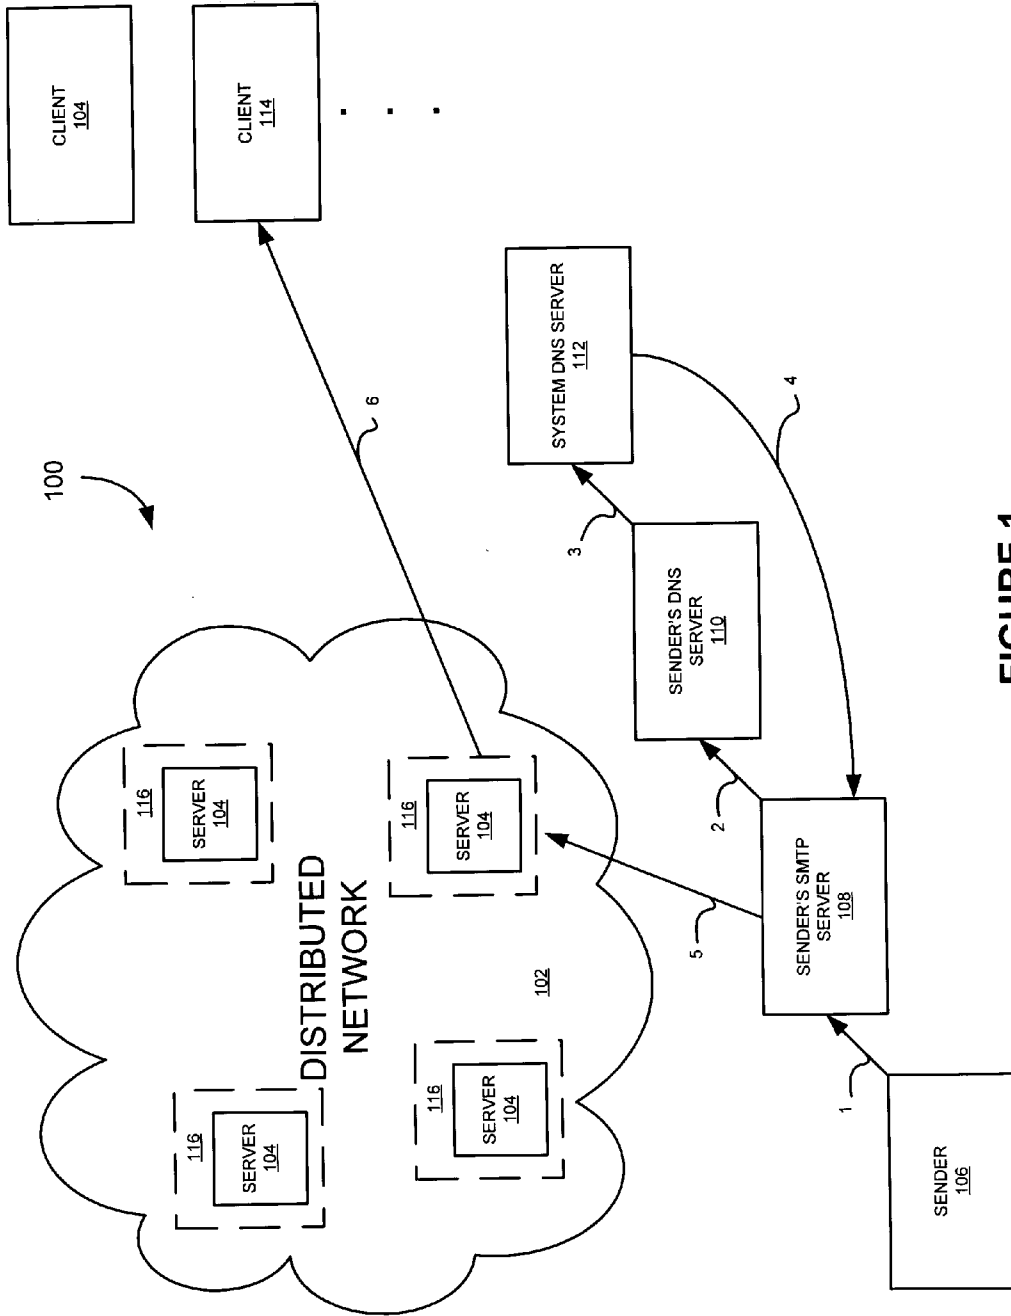 100
CLIENT
104
116
SERVER
104
116
SERVER
104
CLIENT
114
DISTRIBUTED
NETWORK
6
116
SERVER
104
116
SERVER
104
102
SYSTEM DNS SERVER
112
3
SENDER'S DNS
SERVER
110
5
2
4
SENDER'S SMTP
SERVER
108
1
SENDER
106
FIGURE 1